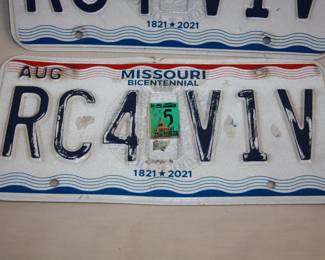 1821★2021
AUG
MISSOURI
BICENTENNIAL
RC4 5 V1V
1821★2021